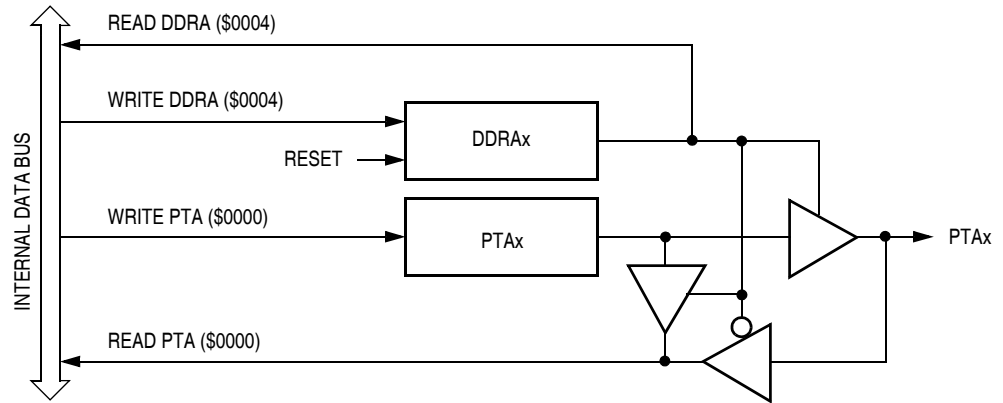 READ DDRA ($0004)
WRITE DDRA ($0004)
RESET
DDRAx
WRITE PTA ($0000)
PTAx
PTAx
READ PTA ($0000)
INTERNAL DATA BUS